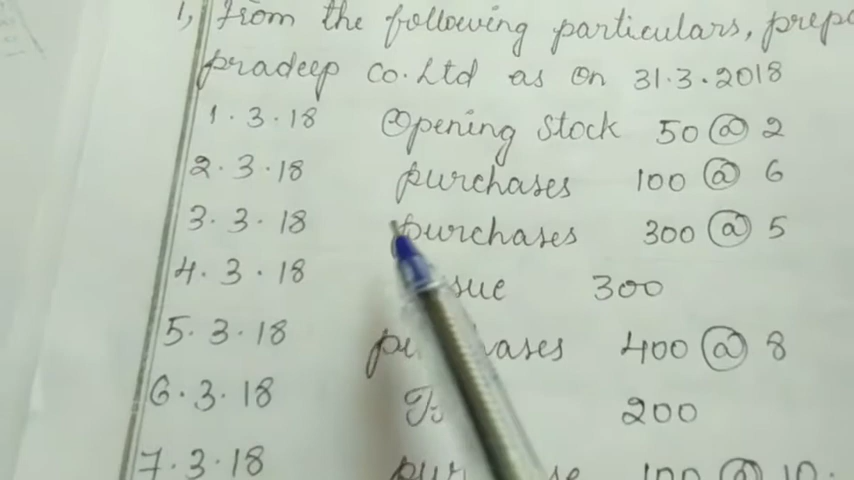 1, From the following particulars,
pradeep Co. Ltd as on 31.3.2018
1.3.18 Opening Stock 50 @ 2
2.3.18 purchases 100 @ 6
3.3.18 purchases 300 @ 5
4.3.18 300
5.3.18 400 @ 8
6.3.18 200
7.3.18 100 @ 10.